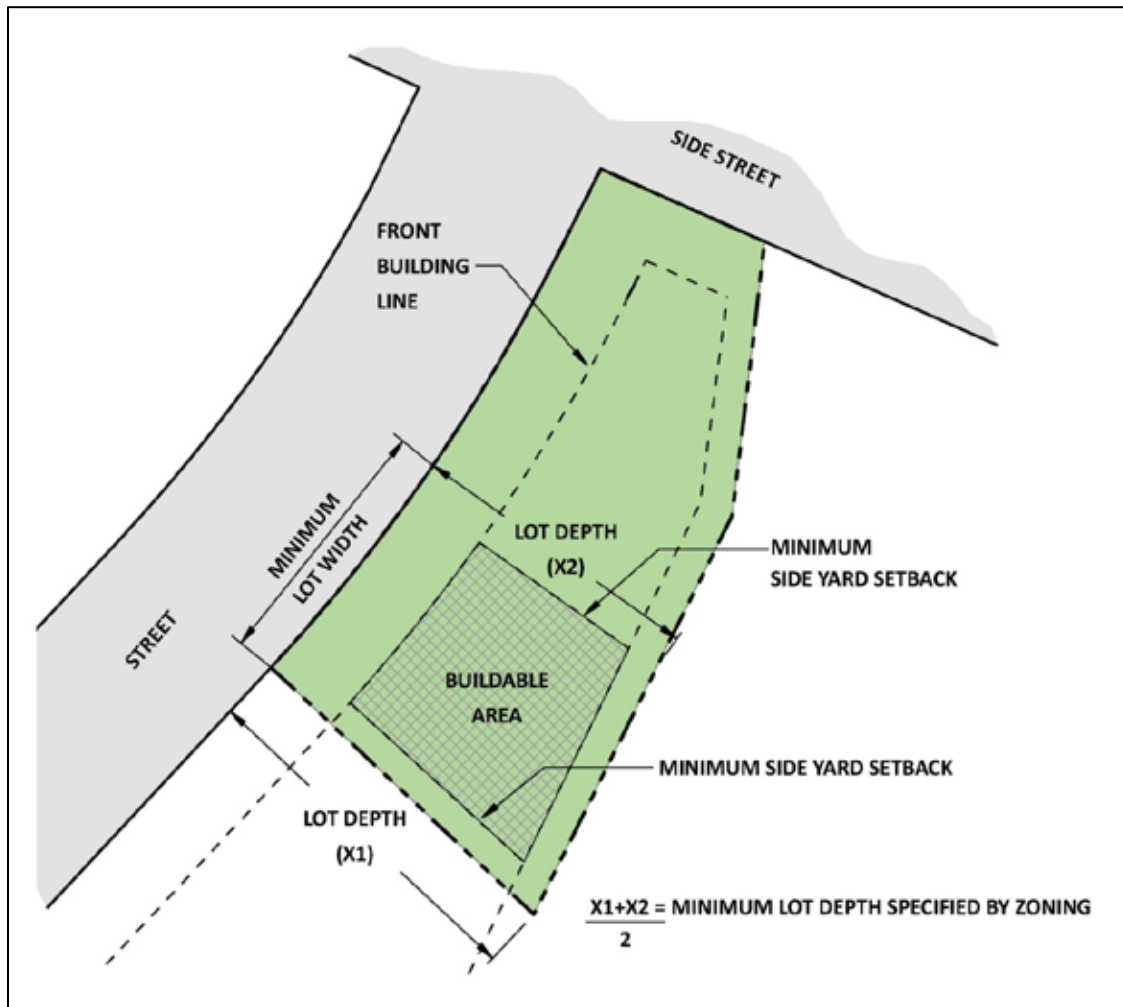 SIDE STREET
FRONT
BUILDING
LINE
MINIMUM
LOT WIDTH
LOT DEPTH
(X2)
MINIMUM
SIDE YARD SETBACK
STREET
BUILDABLE
AREA
MINIMUM SIDE YARD SETBACK
LOT DEPTH
(X1)
X1+X2 = MINIMUM LOT DEPTH SPECIFIED BY ZONING
2